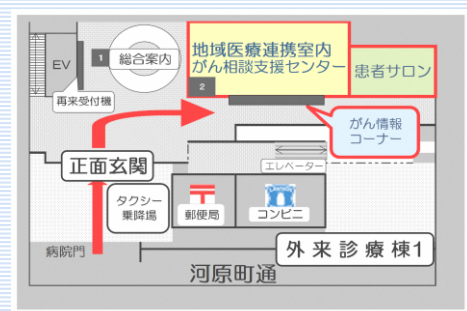 EV
1
総合案内
再来受付機
地域医療連携室内
がん相談支援センター
2
患者サロン
がん情報
コーナー
正面玄関
エレベーター
タクシー
乗降場
郵便局
コンビニ
病院門
外来診療棟1
河原町通